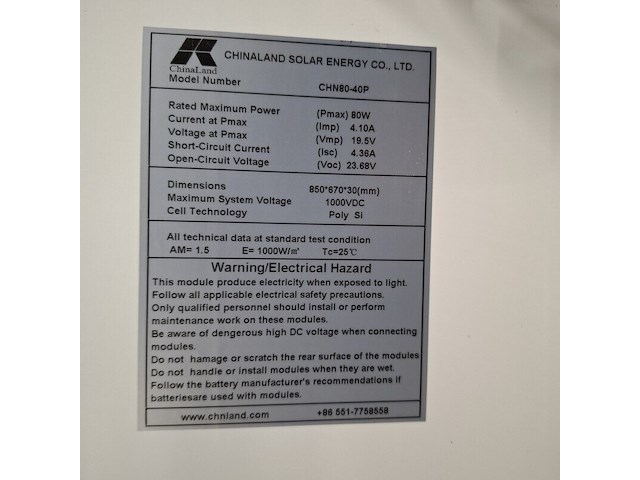 CHINALAND SOLAR ENERGY CO., LTD.
ChinaLand
Model Number CHN80-40P
Rated Maximum Power (Pmax) 80W
Current at Pmax (Imp) 4.10A
Voltage at Pmax (Vmp) 19.5V
Short-Circuit Current (Isc) 4.36A
Open-Circuit Voltage (Voc) 23.68V
Dimensions 850*670*30(mm)
Maximum System Voltage 1000VDC
Cell Technology Poly Si
All technical data at standard test condition
AM= 1.5 E= 1000W/㎡ Tc=25℃
Warning/Electrical Hazard
This module produce electricity when exposed to light.
Follow all applicable electrical safety precautions.
Only qualified personnel should install or perform
maintenance work on these modules.
Be aware of dengerous high DC voltage when connecting
modules.
Do not hamage or scratch the rear surface of the modules
Do not handle or install modules when they are wet.
Follow the battery manufacturer's recommendations if
batteriesare used with modules.
www.chnland.com +86 551-7758558